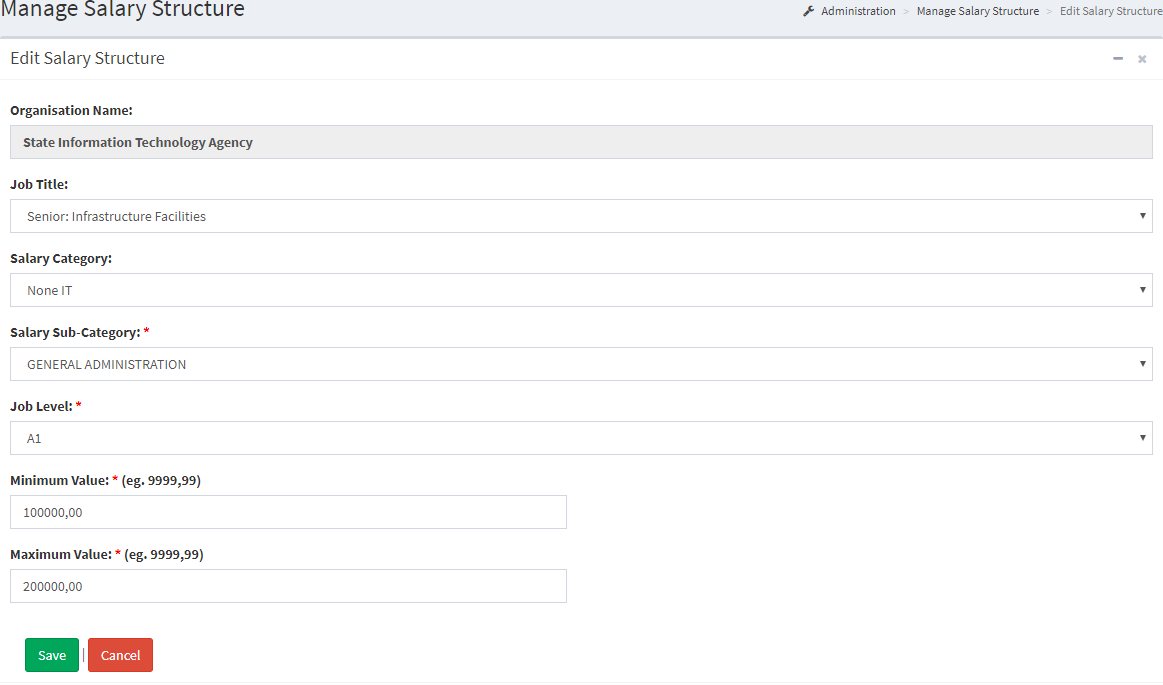 Manage Salary Structure
Administration > Manage Salary Structure > Edit Salary Structure
Edit Salary Structure
Organisation Name:
State Information Technology Agency
Job Title:
Senior: Infrastructure Facilities
Salary Category:
None IT
Salary Sub-Category: *
GENERAL ADMINISTRATION
Job Level: *
A1
Minimum Value: * (eg. 9999,99)
100000,00
Maximum Value: * (eg. 9999,99)
200000,00
Save | Cancel